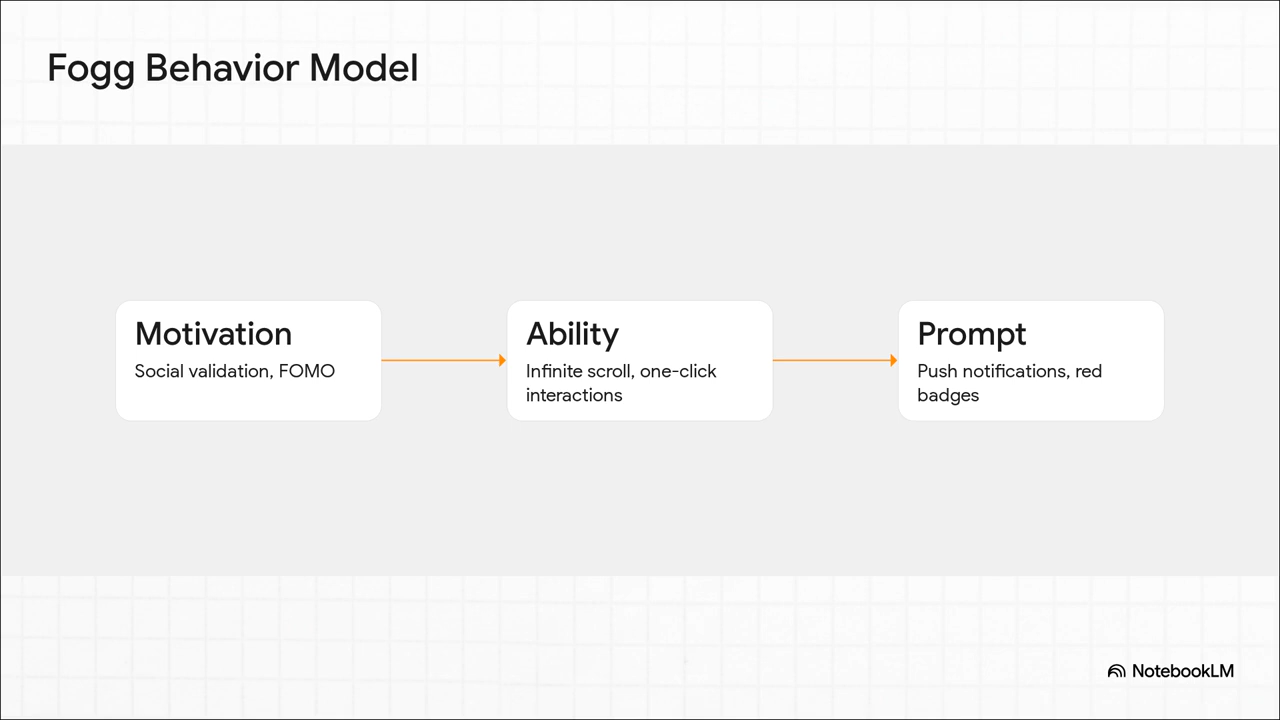 Fogg Behavior Model
Motivation
Social validation, FOMO
Ability
Infinite scroll, one-click
interactions
Prompt
Push notifications, red
badges
NotebookLM